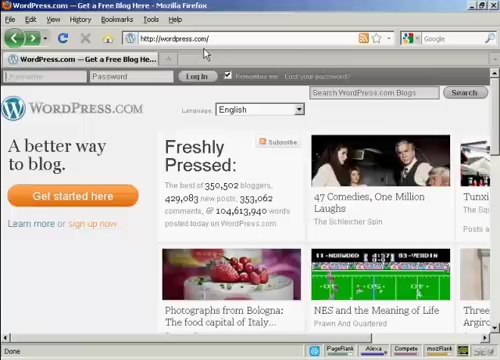 WordPress.com — Get a Free Blog Here - Mozilla Firefox
File Edit View History Bookmarks Tools Help
http://wordpress.com/
Google
WordPress.com — Get a Free Blog He...
Username
Password
Log In
Remember me
Lost your password?
WORDPRESS.COM
Language:
English
Search WordPress.com Blogs
Search
A better way
to blog.
Get started here
Learn more or sign up now.
Freshly
Pressed:
Subscribe
The best of 350,502 bloggers,
429,083 new posts, 353,062
comments, & 104,613,940 words
posted today on WordPress.com.
47 Comedies, One Million
Laughs
The Schleicher Spin
Photographs from Bologna:
The food capital of Italy...
11-NORWOOD
NES and the Meaning of Life
Prawn And Quartered
Done
PageRank
Alexa
Compete
mozRank